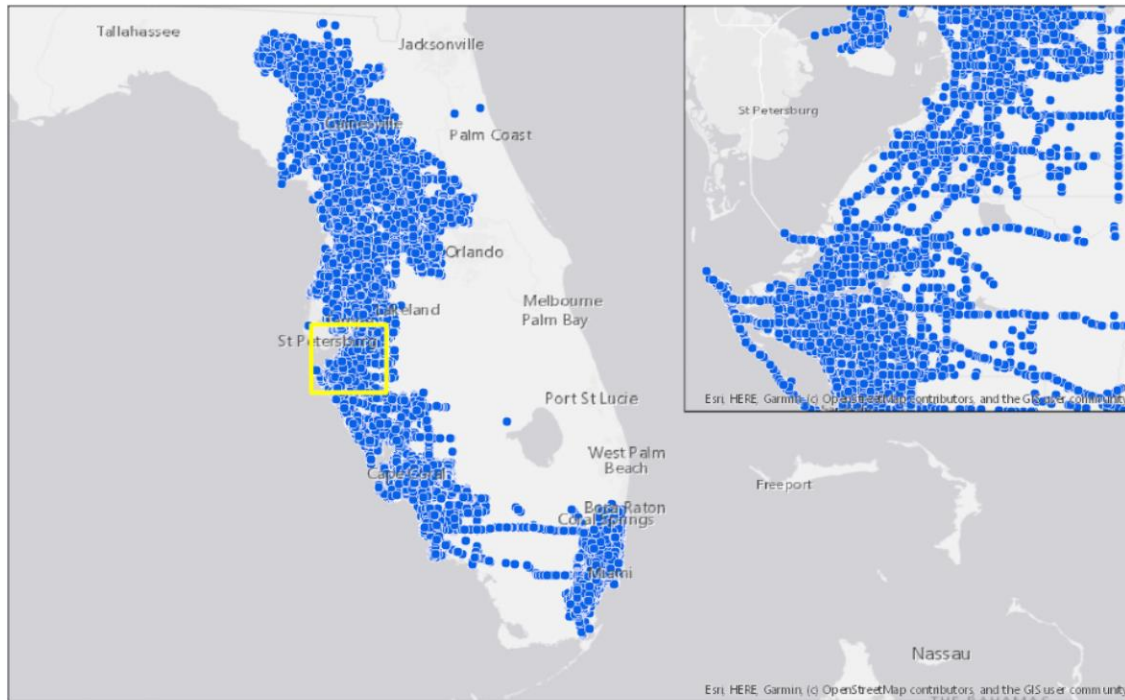 Tallahassee
Jacksonville
Gainesville
Palm Coast
Orlando
Lakeland
Melbourne
Palm Bay
St Petersburg
Port St Lucie
West Palm
Beach
Cape Coral
Boca Raton
Coral Springs
Miami
Freeport
Nassau
THE BAHAMAS
Esri, HERE, Garmin, (c) OpenStreetMap contributors, and the GIS user community
St Petersburg
Esri, HERE, Garmin, (c) OpenStreetMap contributors, and the GIS user community